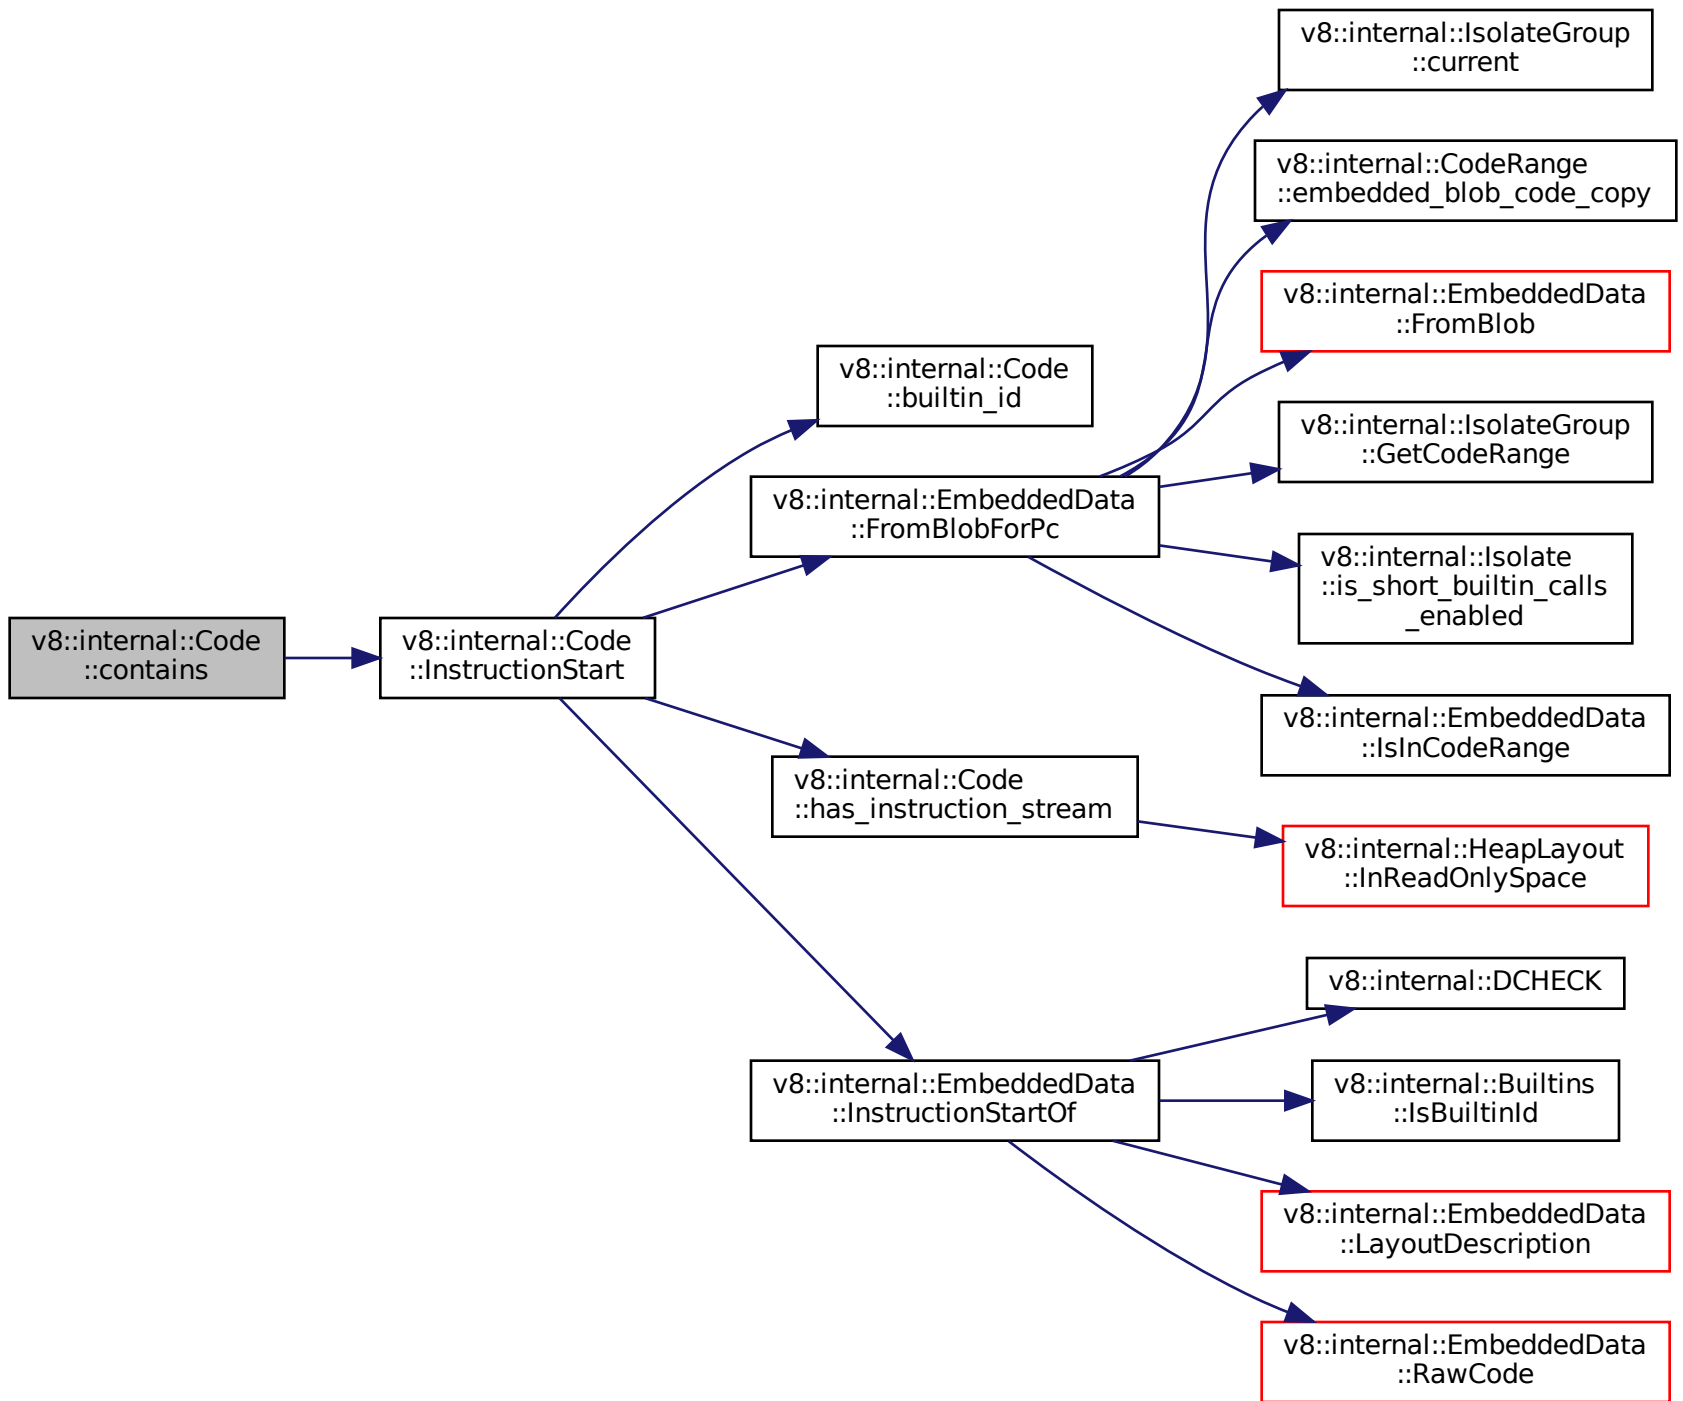 v8::internal::IsolateGroup
::current
v8::internal::CodeRange
::embedded_blob_code_copy
v8::internal::EmbeddedData
::FromBlob
v8::internal::Code
::builtin_id
v8::internal::IsolateGroup
::GetCodeRange
v8::internal::EmbeddedData
::FromBlobForPc
v8::internal::Isolate
::is_short_builtin_calls
_enabled
v8::internal::Code
::contains
v8::internal::Code
::InstructionStart
v8::internal::EmbeddedData
::IsInCodeRange
v8::internal::Code
::has_instruction_stream
v8::internal::HeapLayout
::InReadOnlySpace
v8::internal::DCHECK
v8::internal::EmbeddedData
::InstructionStartOf
v8::internal::Builtins
::IsBuiltinId
v8::internal::EmbeddedData
::LayoutDescription
v8::internal::EmbeddedData
::RawCode